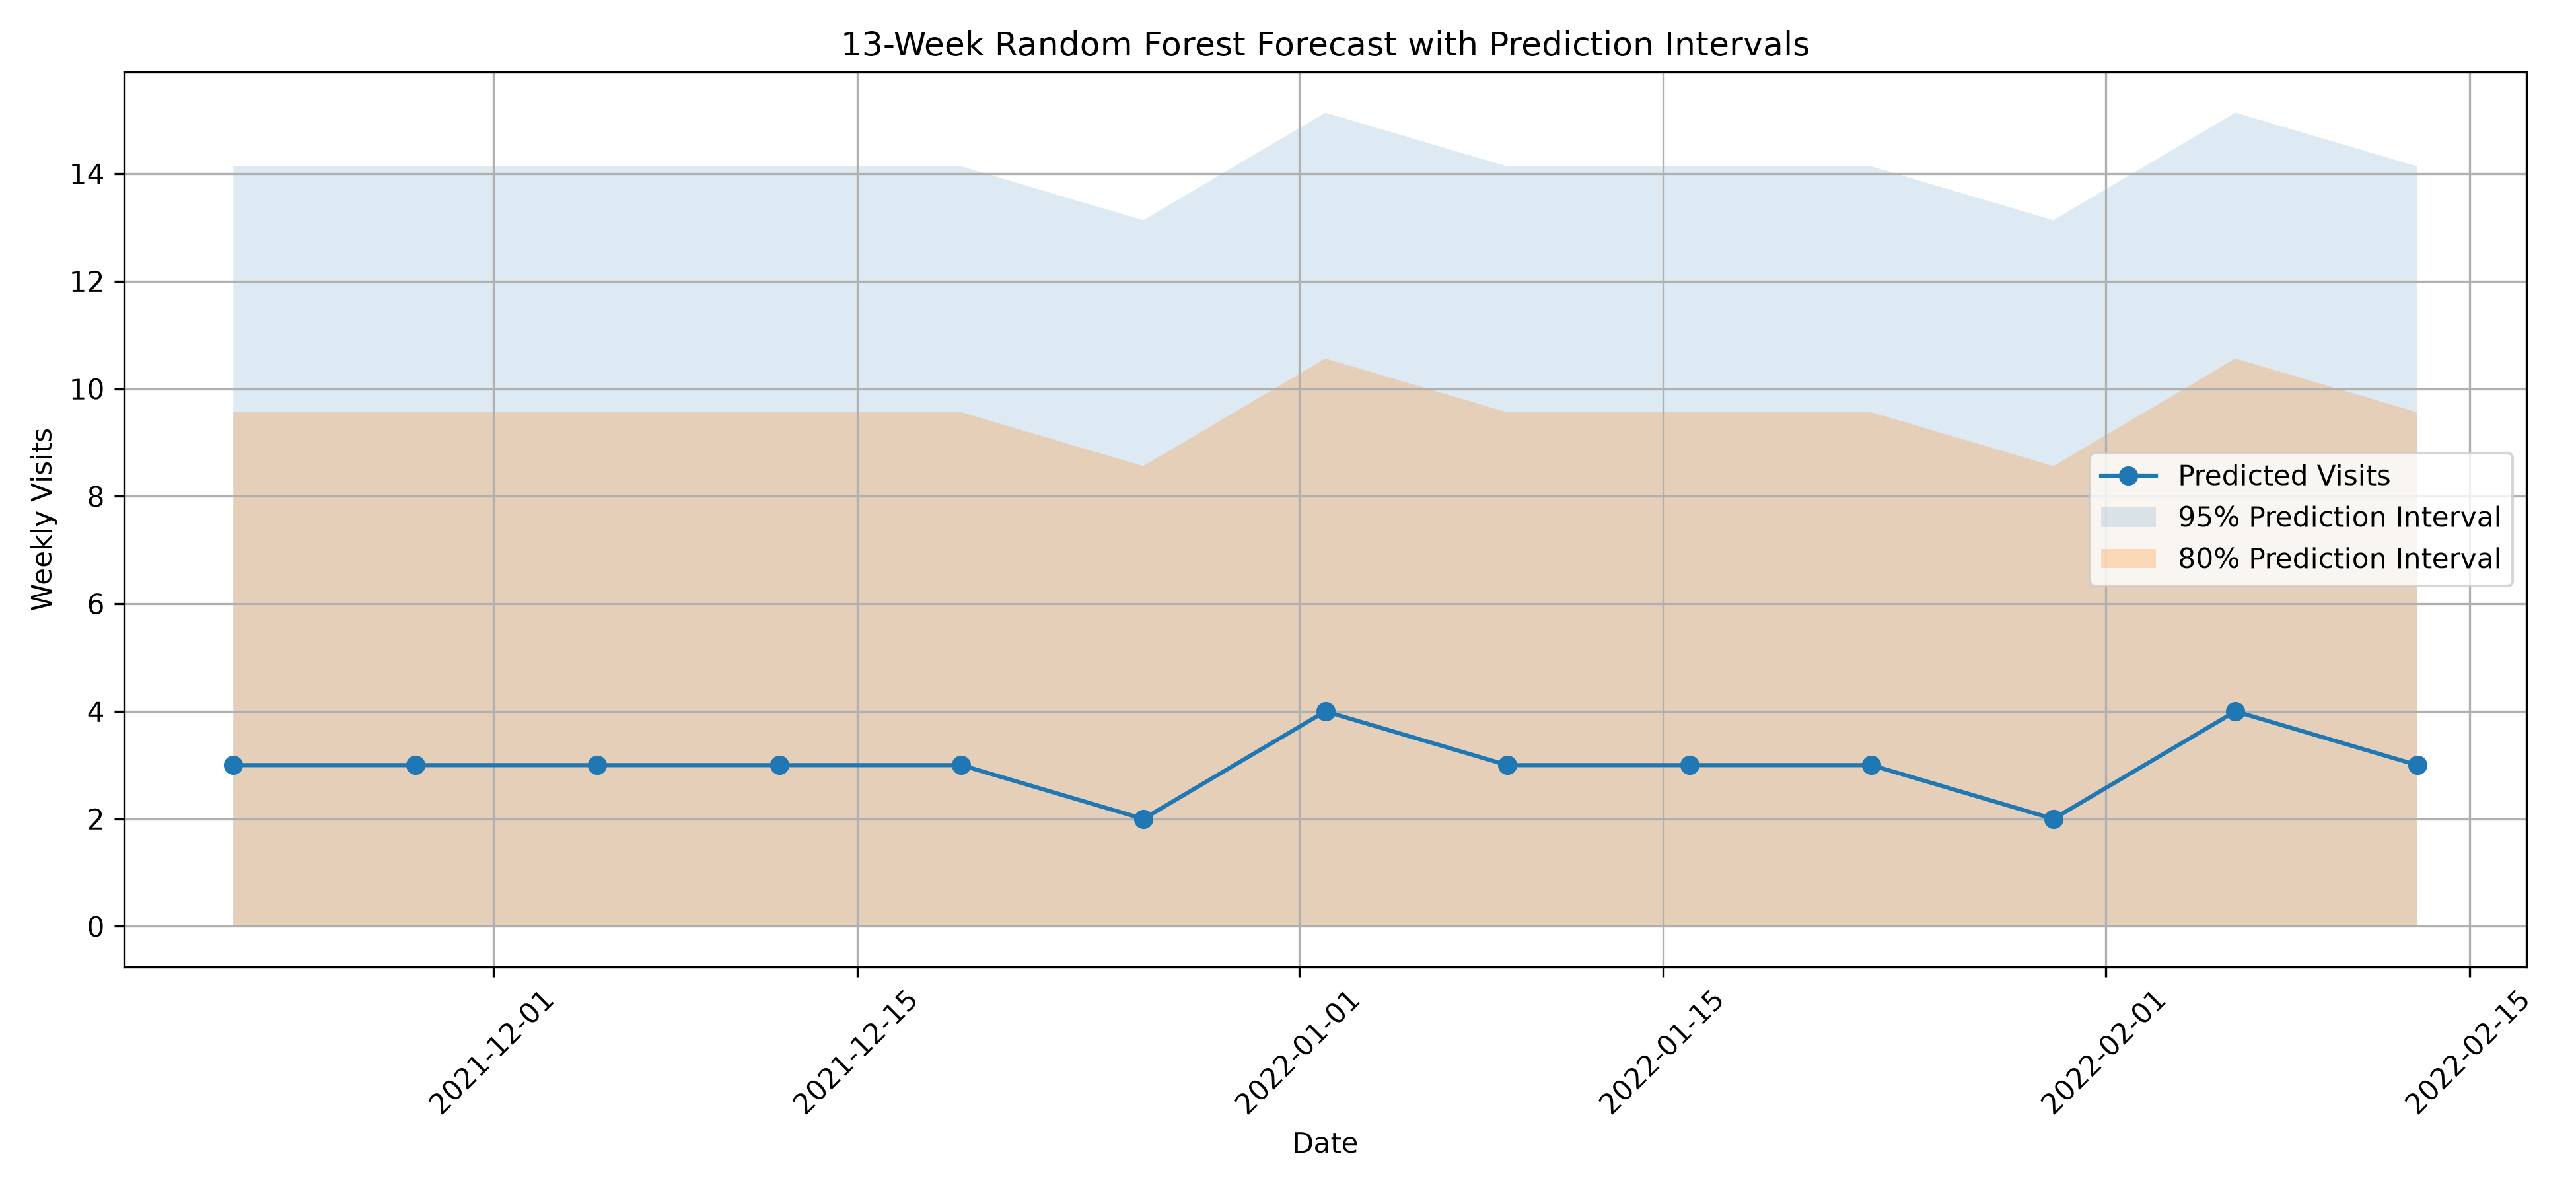 13-Week Random Forest Forecast with Prediction Intervals
Weekly Visits
14
12
10
8
6
4
2
0
Predicted Visits
95% Prediction Interval
80% Prediction Interval
2021-12-01
2021-12-15
2022-01-01
2022-01-15
2022-02-01
2022-02-15
Date